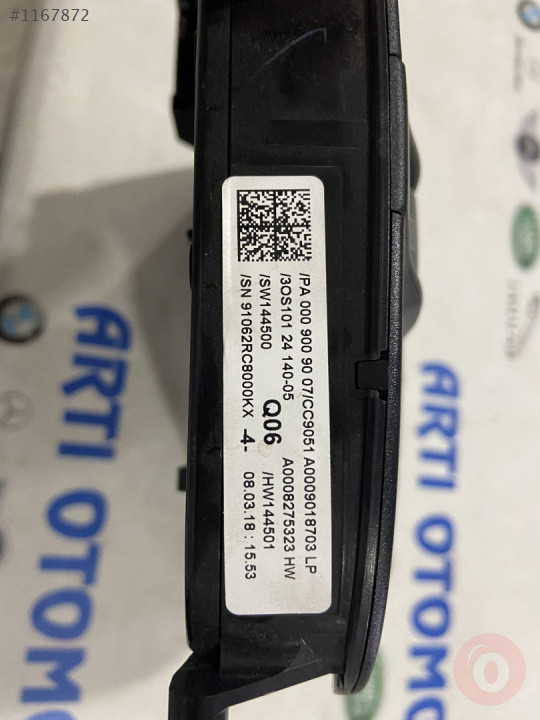 #1167872
/PA 000 900 90 07/CC9051 A0009018703 LP
/3OS101 24 140-05 A0008275323 HW
/SW144500 Q06 /HW144501
/SN 91062RC8000KX -4- 08.03.18 : 15.53
ARTI OTOMO
ARTI OTOMO